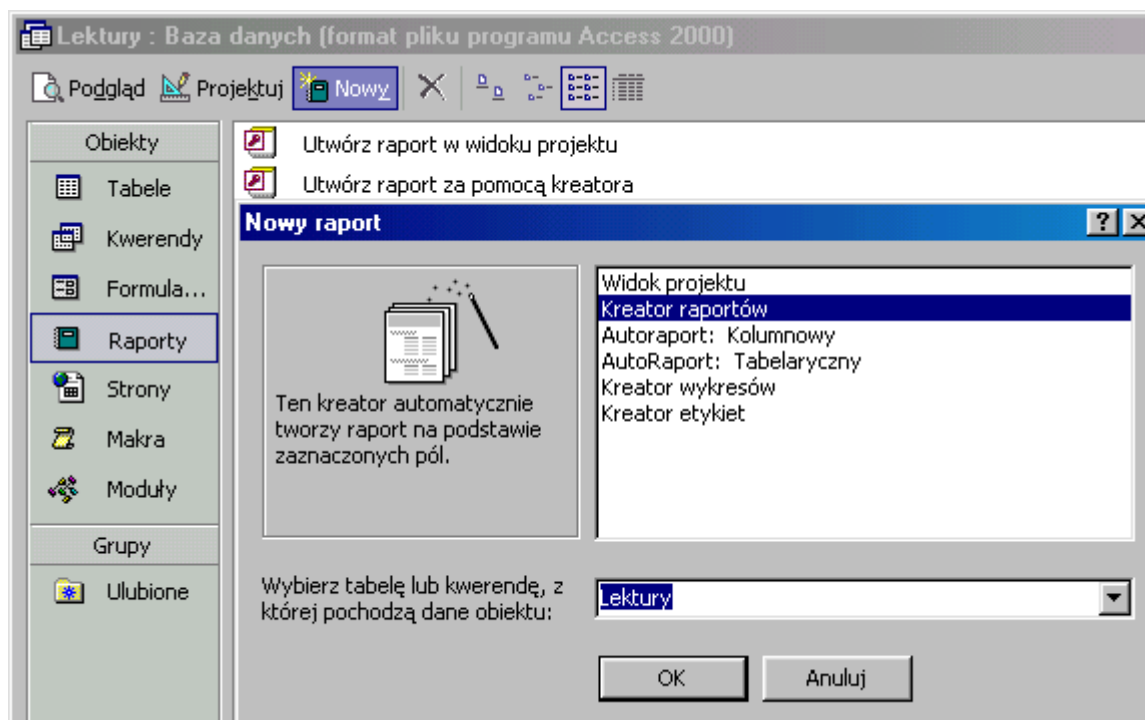 Lektury : Baza danych (format pliku programu Access 2000)
Podgląd Projektuj Nowy
Obiekty
Tabele
Kwerendy
Formula...
Raporty
Strony
Makra
Moduły
Grupy
Ulubione
Utwórz raport w widoku projektu
Utwórz raport za pomocą kreatora
Nowy raport
Ten kreator automatycznie
tworzy raport na podstawie
zaznaczonych pól.
Widok projektu
Kreator raportów
Autoraport: Kolumnowy
AutoRaport: Tabelaryczny
Kreator wykresów
Kreator etykiet
Wybierz tabelę lub kwerendę, z
której pochodzą dane obiektu:
Lektury
OK Anuluj